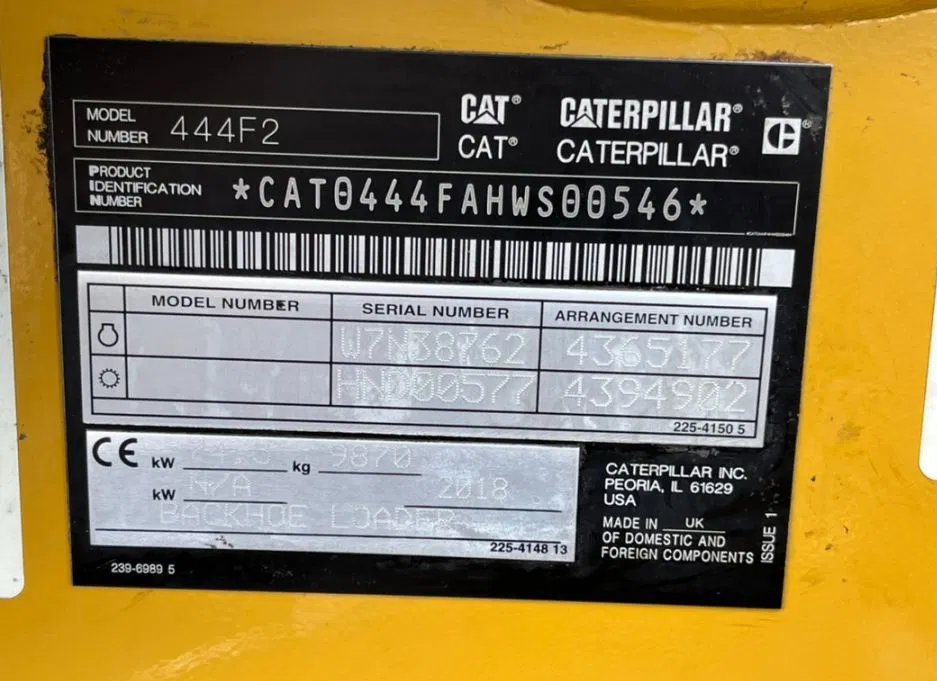 MODEL NUMBER 444F2
CAT® CATERPILLAR®
CAT® CATERPILLAR®
PRODUCT IDENTIFICATION NUMBER *CAT0444FAHWS00546*
MODEL NUMBER SERIAL NUMBER ARRANGEMENT NUMBER
W7N38762 4365177
HND00577 4394902
225-4150 5
CE kW kg 9870
kW N/A 2018
BACKHOE LOADER
225-4148 13
CATERPILLAR INC.
PEORIA, IL 61629
USA
MADE IN UK
OF DOMESTIC AND
FOREIGN COMPONENTS
ISSUE 1
239-6989 5